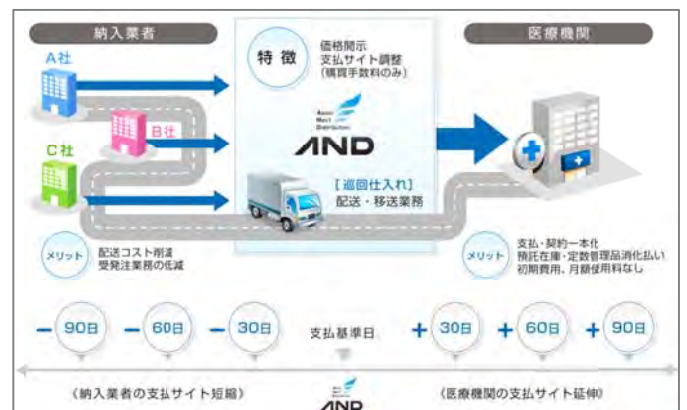 納入業者
医療機関
A社
B社
C社
特徴
価格開示
支払サイト調整
(購買手数料のみ)
Next
Distribution
AND
[巡回仕入れ]
配送・移送業務
メリット
配送コスト削減
受発注業務の低減
メリット
支払・契約一本化
預託在庫・定数管理品消化払い
初期費用、月額使用料なし
− 90日 − 60日 − 30日 支払基準日 + 30日 + 60日 + 90日
〈納入業者の支払サイト短縮〉
〈医療機関の支払サイト延伸〉
AND